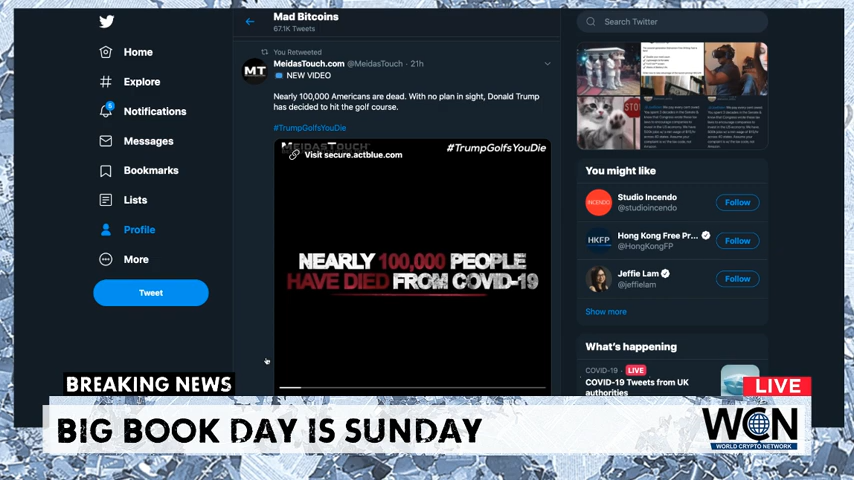 Mad Bitcoins
67.1K Tweets
Search Twitter
Home
Explore
Notifications
Messages
Bookmarks
Lists
Profile
More
Tweet
You Retweeted
MeidasTouch.com @MeidasTouch · 21h
NEW VIDEO
Nearly 100,000 Americans are dead. With no plan in sight, Donald Trump
has decided to hit the golf course.
#TrumpGolfsYouDie
MEIDASTOUCH
#TrumpGolfsYouDie
Visit secure.actblue.com
NEARLY 100,000 PEOPLE
HAVE DIED FROM COVID-19
You might like
INCENDO
Studio Incendo
@studioincendo
Follow
HKFP
Hong Kong Free Pr...
@HongKongFP
Follow
Jeffie Lam
@jeffielam
Follow
Show more
What's happening
COVID-19 · LIVE
COVID-19 Tweets from UK
authorities
BREAKING NEWS
LIVE
BIG BOOK DAY IS SUNDAY
WCN
WORLD CRYPTO NETWORK